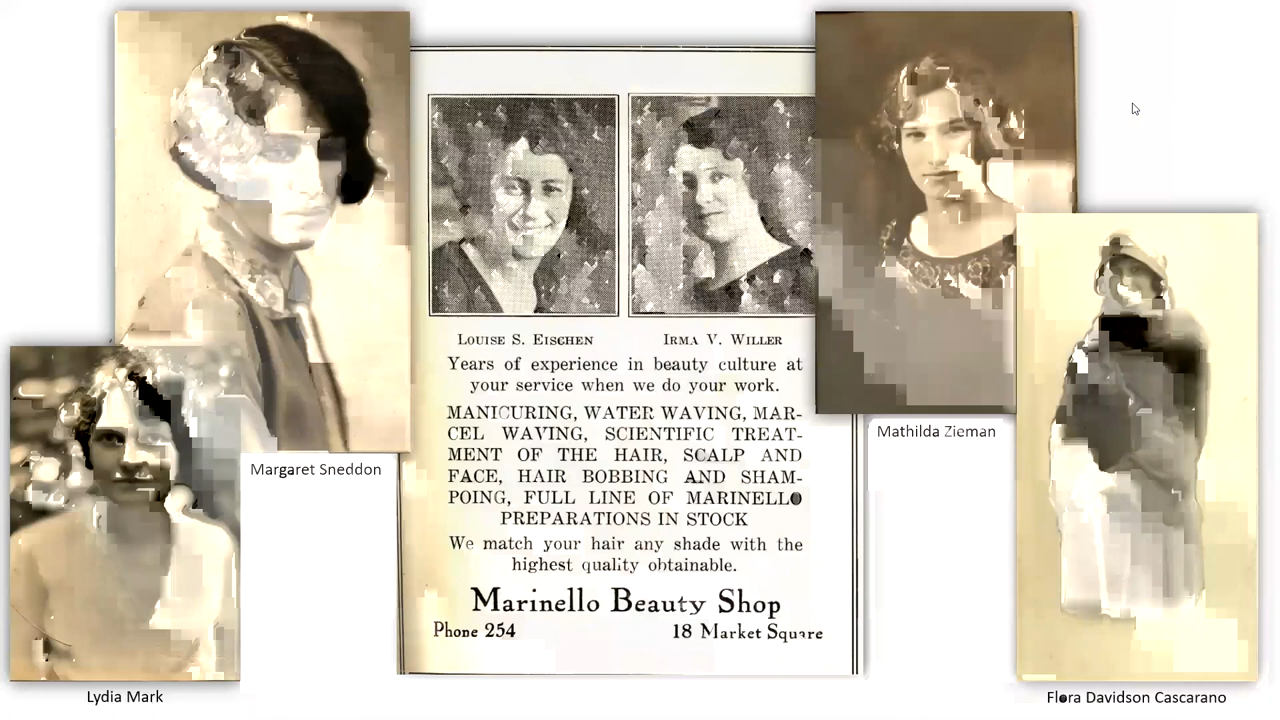 Louise S. Eischen
Irma V. Willer
Years of experience in beauty culture at
your service when we do your work.
MANICURING, WATER WAVING, MAR-
CEL WAVING, SCIENTIFIC TREAT-
MENT OF THE HAIR, SCALP AND
FACE, HAIR BOBBING AND SHAM-
POING, FULL LINE OF MARINELLO
PREPARATIONS IN STOCK
We match your hair any shade with the
highest quality obtainable.
Marinello Beauty Shop
Phone 254
18 Market Square
Margaret Sneddon
Lydia Mark
Mathilda Zieman
Flora Davidson Cascarano